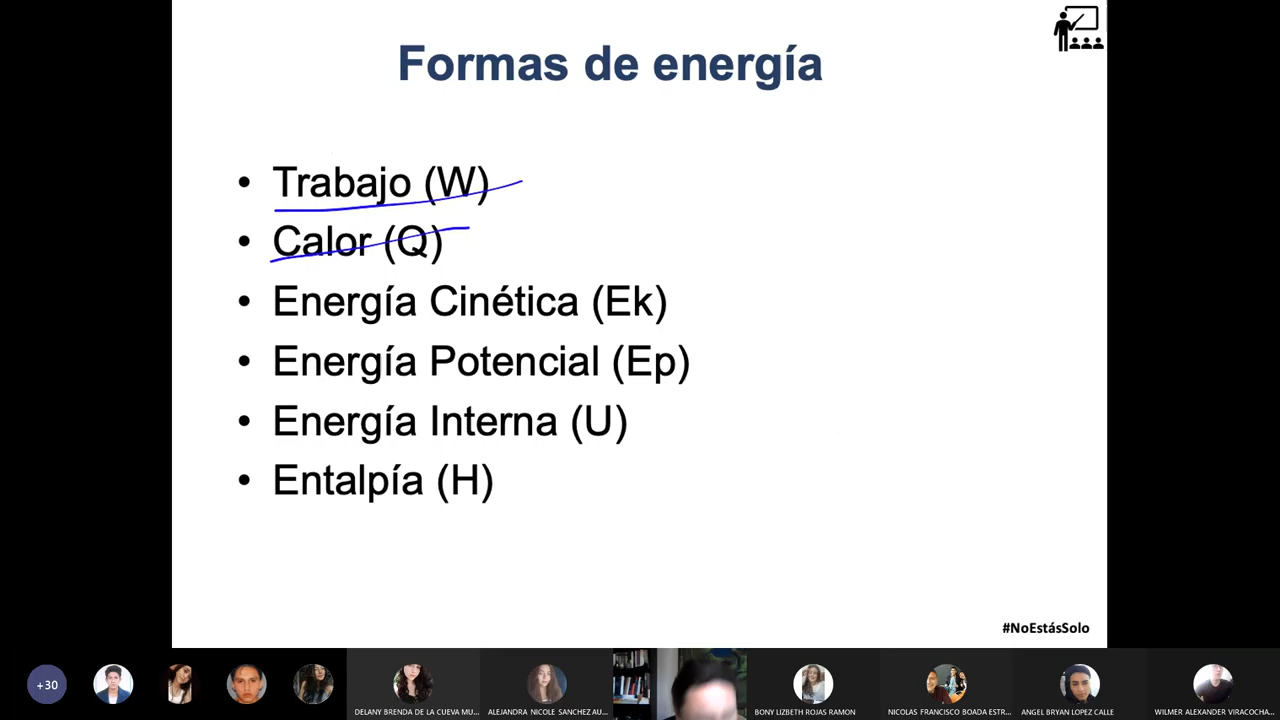 Formas de energía
• Trabajo (W)
• Calor (Q)
• Energía Cinética (Ek)
• Energía Potencial (Ep)
• Energía Interna (U)
• Entalpía (H)
#NoEstásSolo
+30
DELANY BRENDA DE LA CUEVA MU...
ALEJANDRA NICOLE SANCHEZ AU...
BONY LIZBETH ROJAS RAMON
NICOLAS FRANCISCO BOADA ESTR...
ANGEL BRYAN LOPEZ CALLE
WILMER ALEXANDER VIRACOCHA...